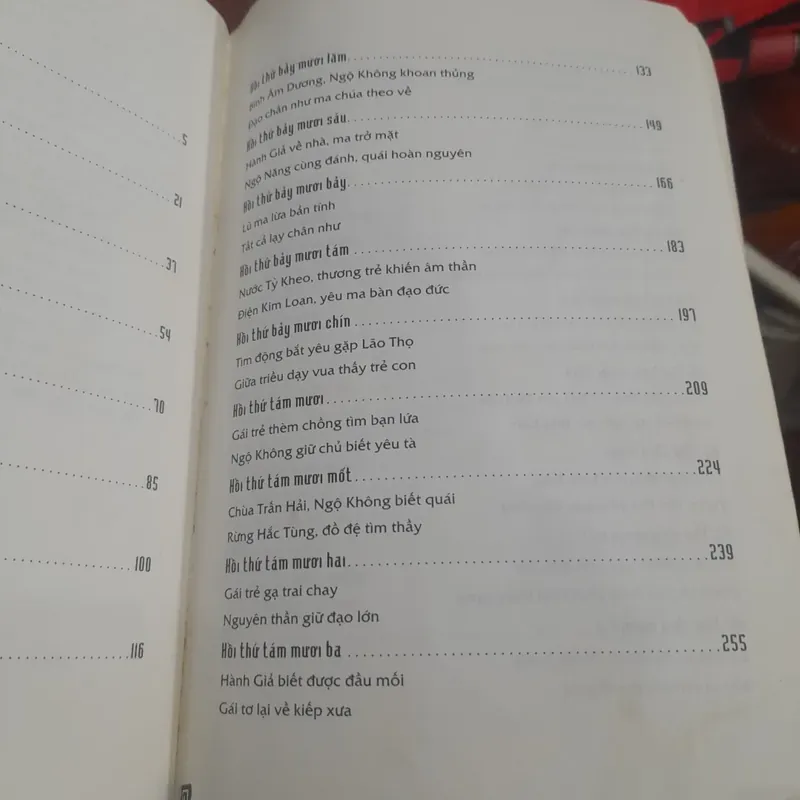 5
21
37
54
70
85
100
116
Hồi thứ bảy mươi lăm 133
Bình Âm Dương, Ngộ Không khoan thủng
Đạo chân như ma chúa theo về
Hồi thứ bảy mươi sáu 149
Hành Giả về nhà, ma trở mặt
Ngộ Năng cùng đánh, quái hoàn nguyên
Hồi thứ bảy mươi bảy 166
Lũ ma lừa bản tính
Tất cả lạy chân như
Hồi thứ bảy mươi tám 183
Nước Tỳ Kheo, thương trẻ khiến âm thần
Điện Kim Loan, yêu ma bàn đạo đức
Hồi thứ bảy mươi chín 197
Tìm động bắt yêu gặp Lão Thọ
Giữa triều dạy vua thấy trẻ con
Hồi thứ tám mươi 209
Gái trẻ thèm chồng tìm bạn lứa
Ngộ Không giữ chủ biết yêu tà
Hồi thứ tám mươi mốt 224
Chùa Trấn Hải, Ngộ Không biết quái
Rừng Hắc Tùng, đồ đệ tìm thầy
Hồi thứ tám mươi hai 239
Gái trẻ gạ trai chay
Nguyên thần giữ đạo lớn
Hồi thứ tám mươi ba 255
Hành Giả biết được đầu mối
Gái tơ lại về kiếp xưa